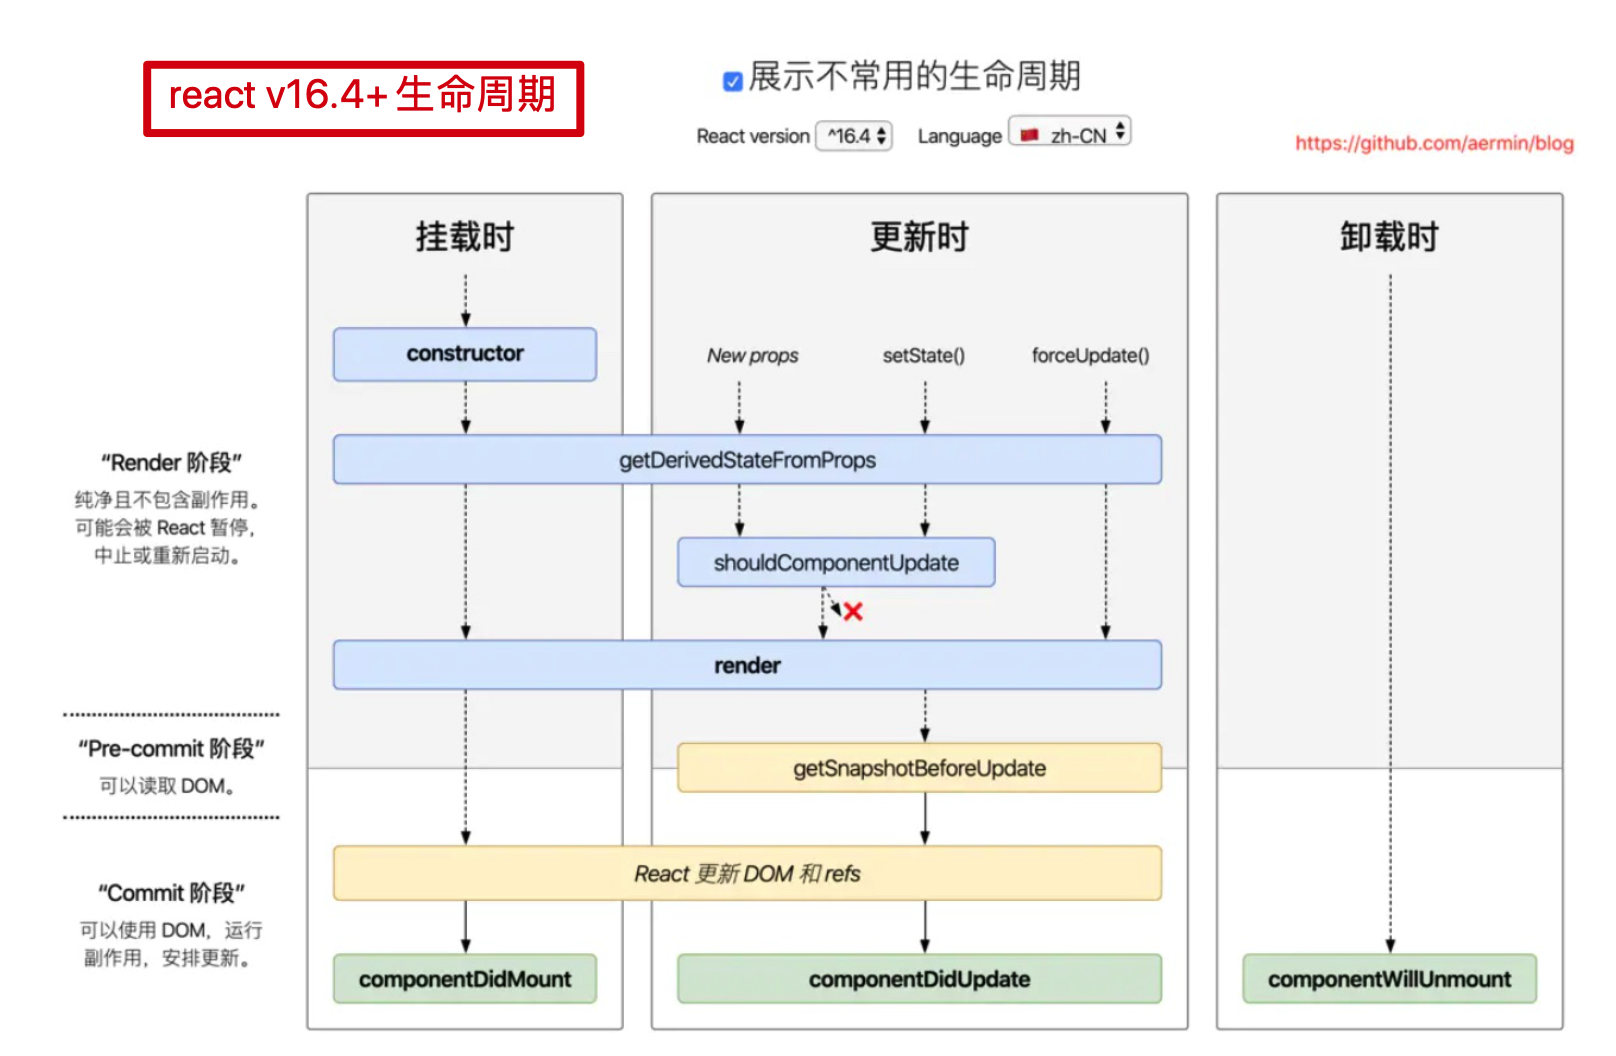 react v16.4+ 生命周期
展示不常用的生命周期
React version ^16.4 Language zh-CN
https://github.com/aermin/blog
挂载时
更新时
卸载时
constructor
New props
setState()
forceUpdate()
“Render 阶段”
纯净且不包含副作用。
可能会被 React 暂停，
中止或重新启动。
getDerivedStateFromProps
shouldComponentUpdate
render
“Pre-commit 阶段”
可以读取 DOM。
getSnapshotBeforeUpdate
“Commit 阶段”
可以使用 DOM，运行
副作用，安排更新。
React 更新 DOM 和 refs
componentDidMount
componentDidUpdate
componentWillUnmount